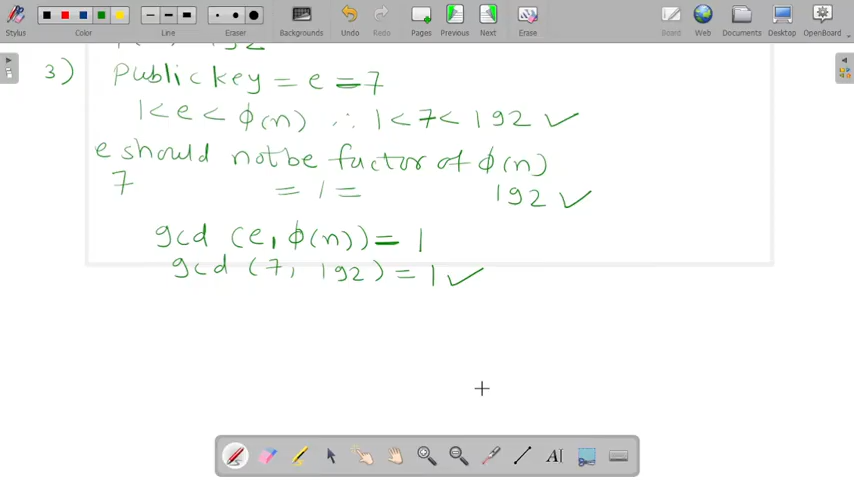 Stylus Color Line Eraser Backgrounds Undo Redo Pages Previous Next Erase Board Web Documents Desktop OpenBoard
192
3) Public key = e = 7
1 < e < ϕ(n) ∴ 1 < 7 < 192 ✓
e should not be factor of ϕ(n)
7 = 1 = 192 ✓
gcd (e, ϕ(n)) = 1
gcd (7, 192) = 1 ✓